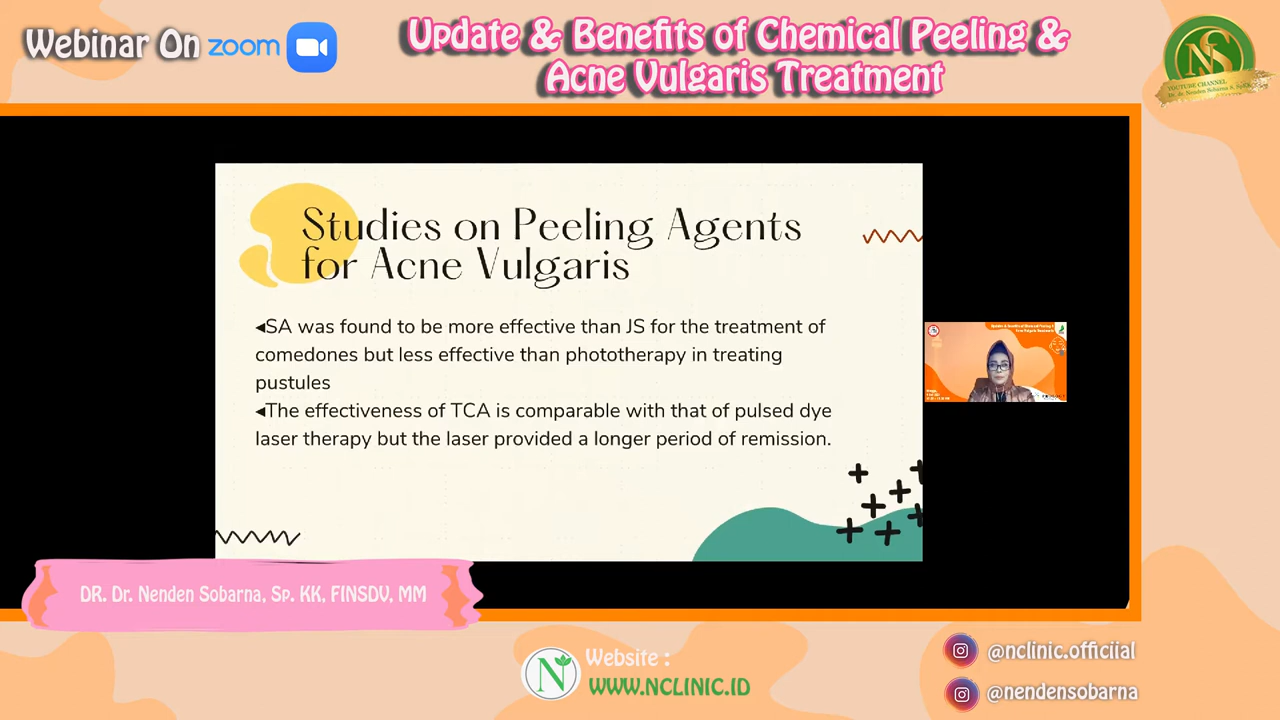 Webinar On zoom
Update & Benefits of Chemical Peeling &
Acne Vulgaris Treatment
NS
YOUTUBE CHANNEL
Studies on Peeling Agents
for Acne Vulgaris
◂SA was found to be more effective than JS for the treatment of
comedones but less effective than phototherapy in treating
pustules
◂The effectiveness of TCA is comparable with that of pulsed dye
laser therapy but the laser provided a longer period of remission.
DR. Dr. Nenden Sobarna, Sp. KK, FINSDV, MM
N
Website :
WWW.NCLINIC.ID
@nclinic.officiial
@nendensobarna